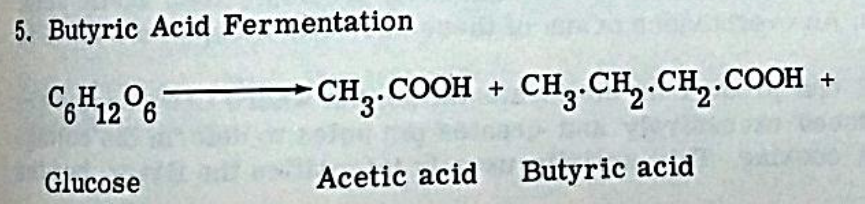 5. Butyric Acid Fermentation
C₆H₁₂O₆ ⟶ CH₃.COOH + CH₃.CH₂.CH₂.COOH +
Glucose Acetic acid Butyric acid